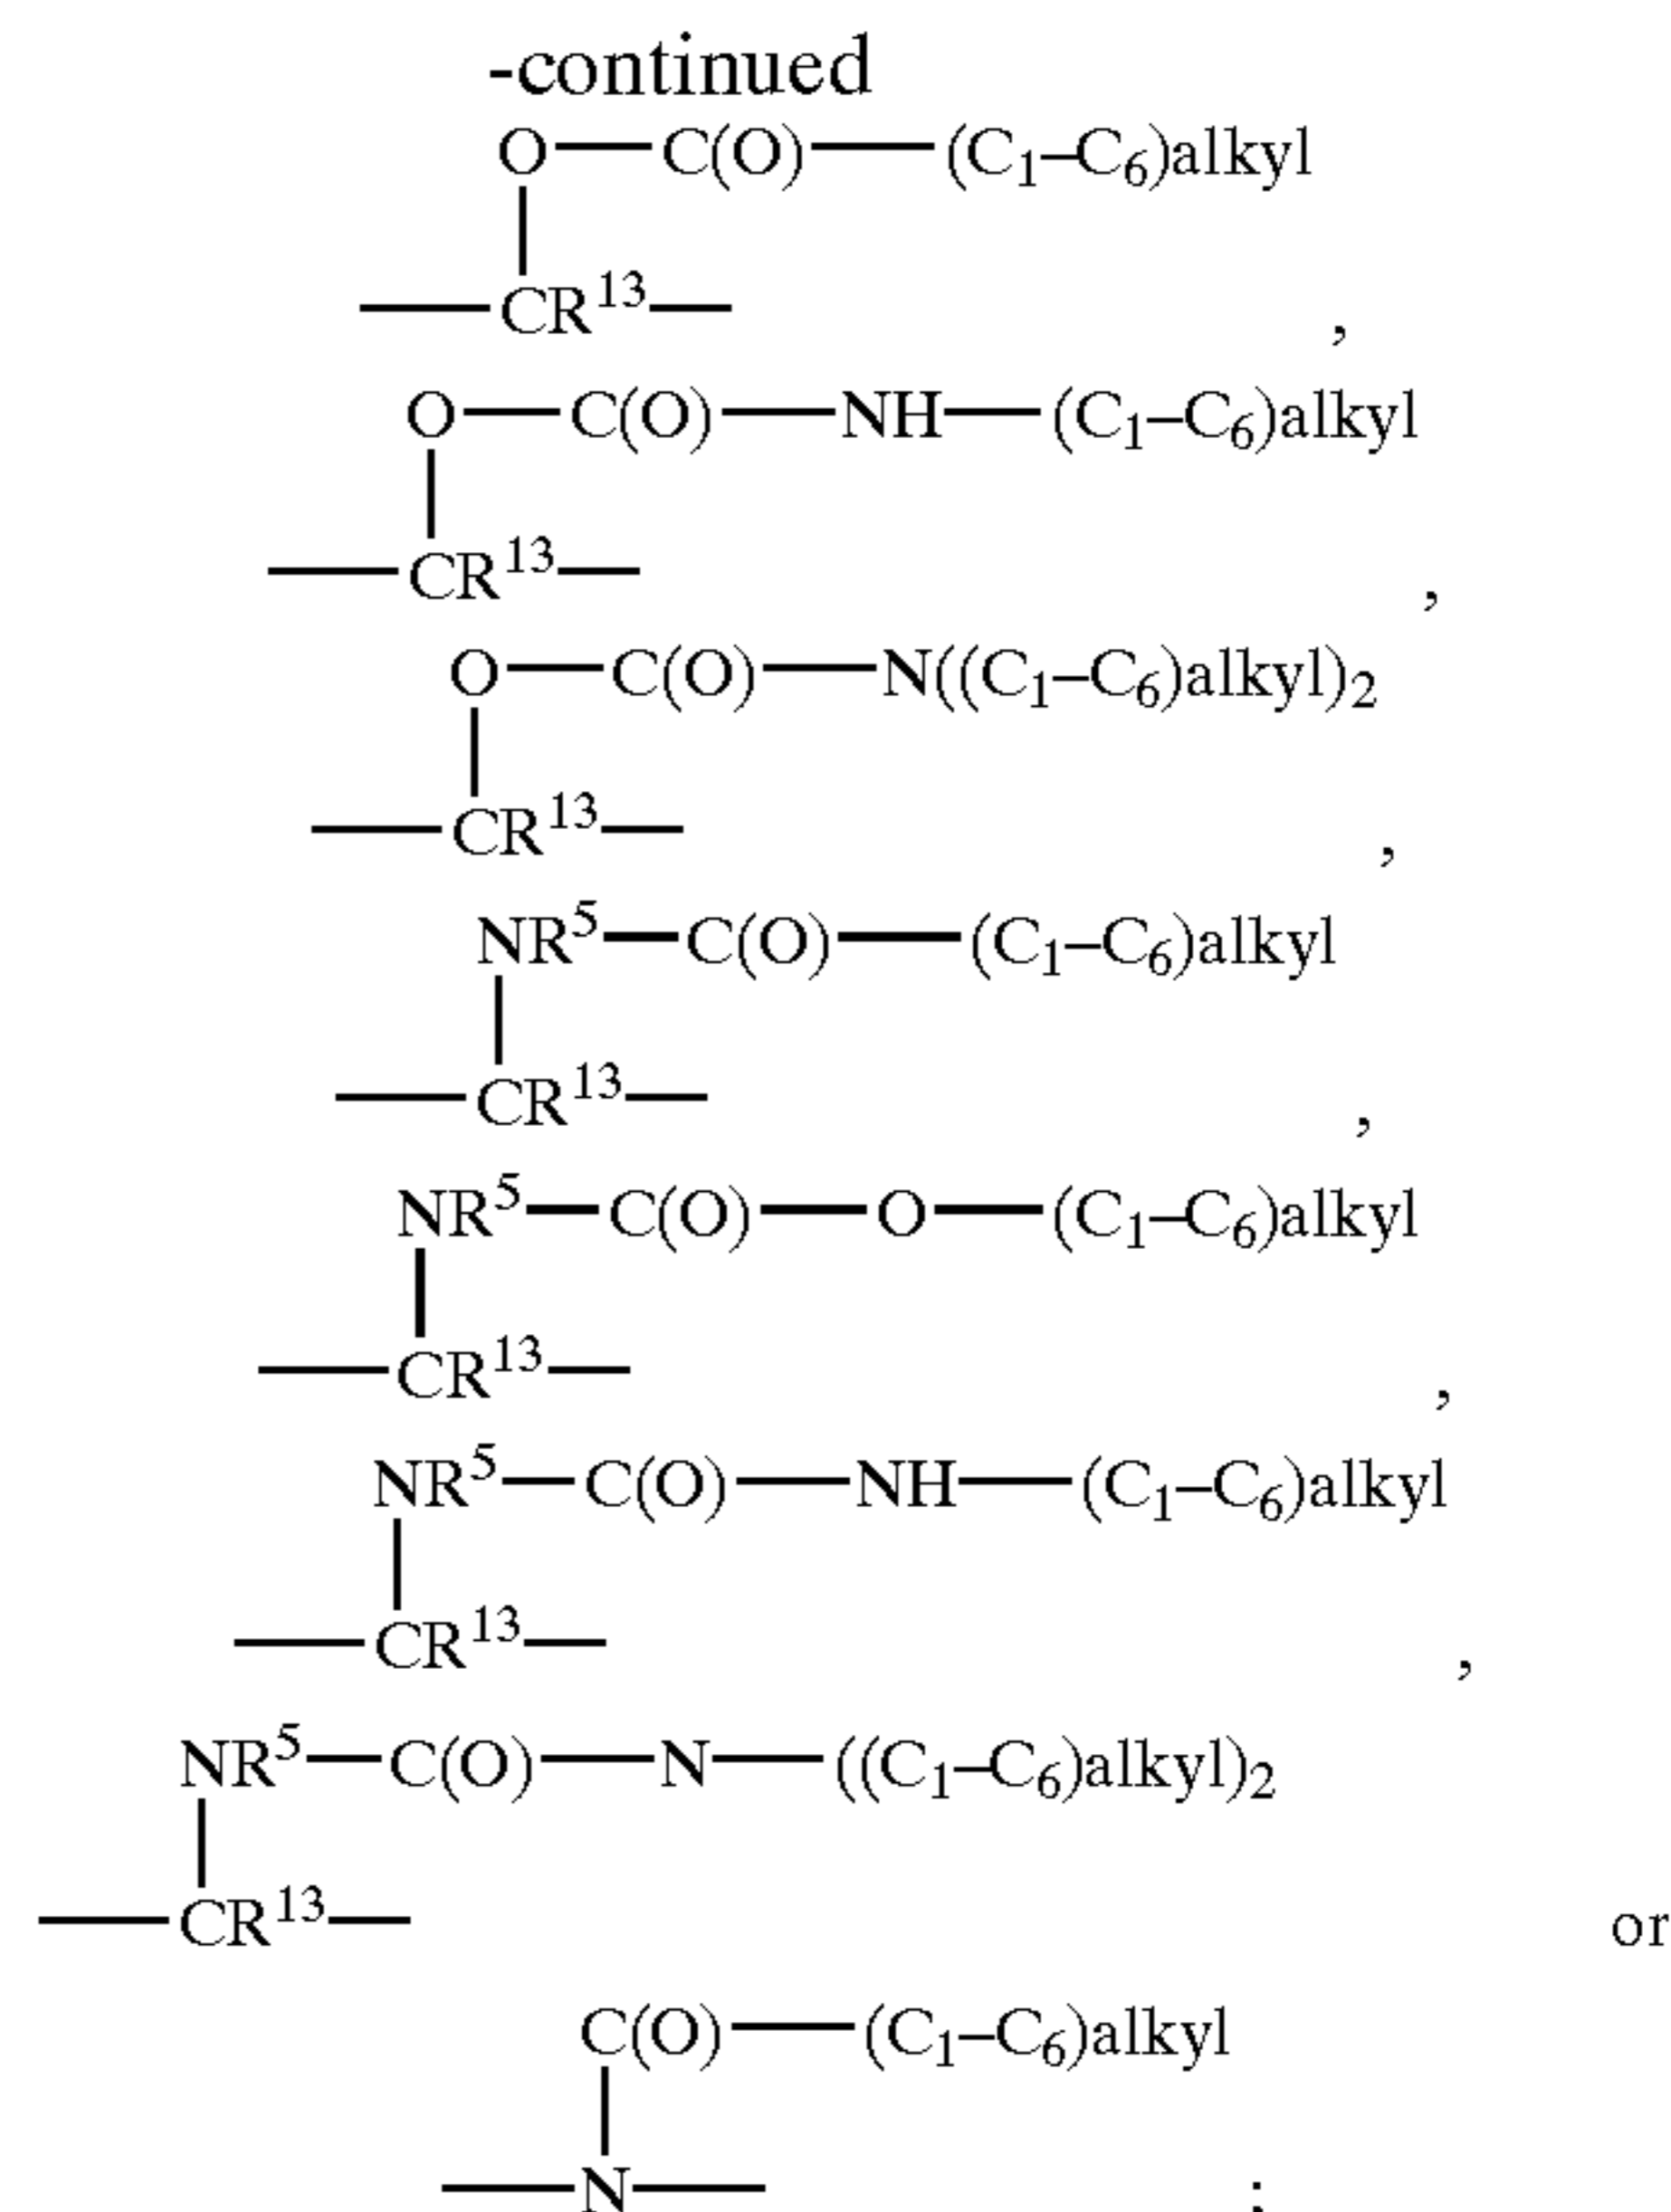 -continued
O—C(O)—(C1–C6)alkyl
—CR13— ,
O—C(O)—NH—(C1–C6)alkyl
—CR13— ,
O—C(O)—N((C1–C6)alkyl)2
—CR13— ,
NR5—C(O)—(C1–C6)alkyl
—CR13— ,
NR5—C(O)—O—(C1–C6)alkyl
—CR13— ,
NR5—C(O)—NH—(C1–C6)alkyl
—CR13— ,
NR5—C(O)—N—((C1–C6)alkyl)2
—CR13— or
C(O)—(C1–C6)alkyl
—N— ;